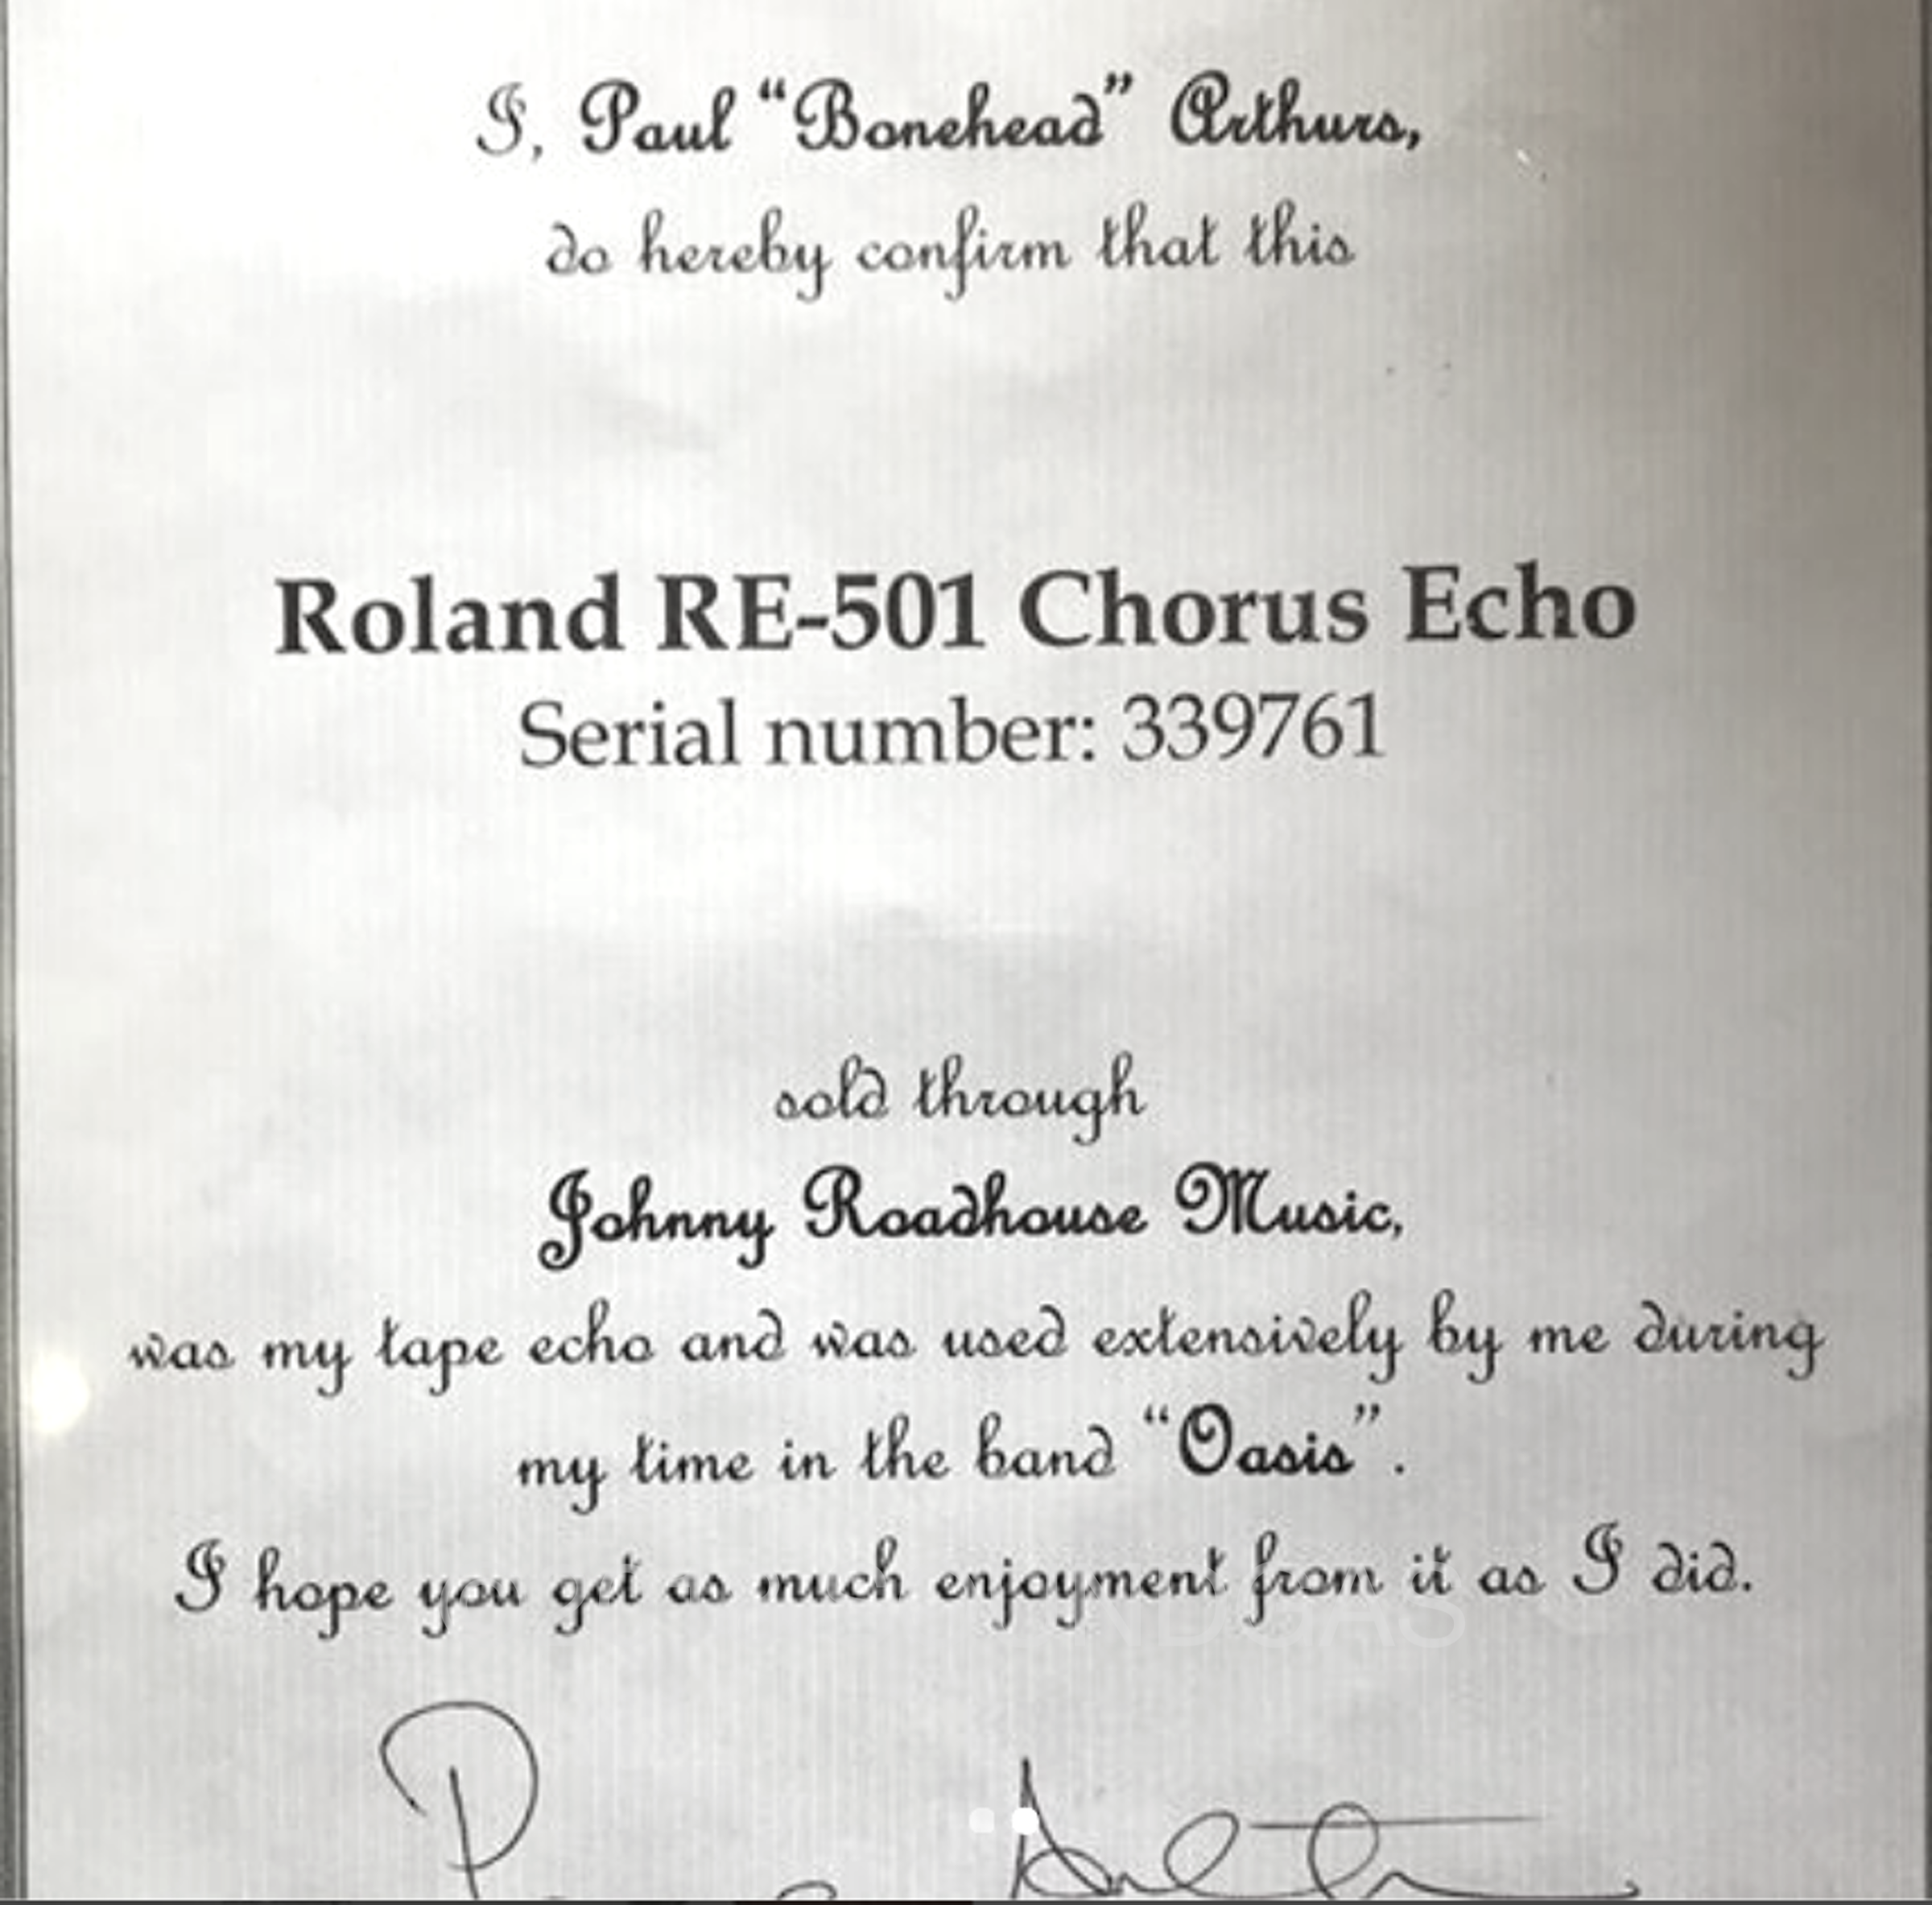 I, Paul “Bonehead” Arthurs,
do hereby confirm that this
Roland RE-501 Chorus Echo
Serial number: 339761
sold through
Johnny Roadhouse Music,
was my tape echo and was used extensively by me during
my time in the band “Oasis”.
I hope you get as much enjoyment from it as I did.